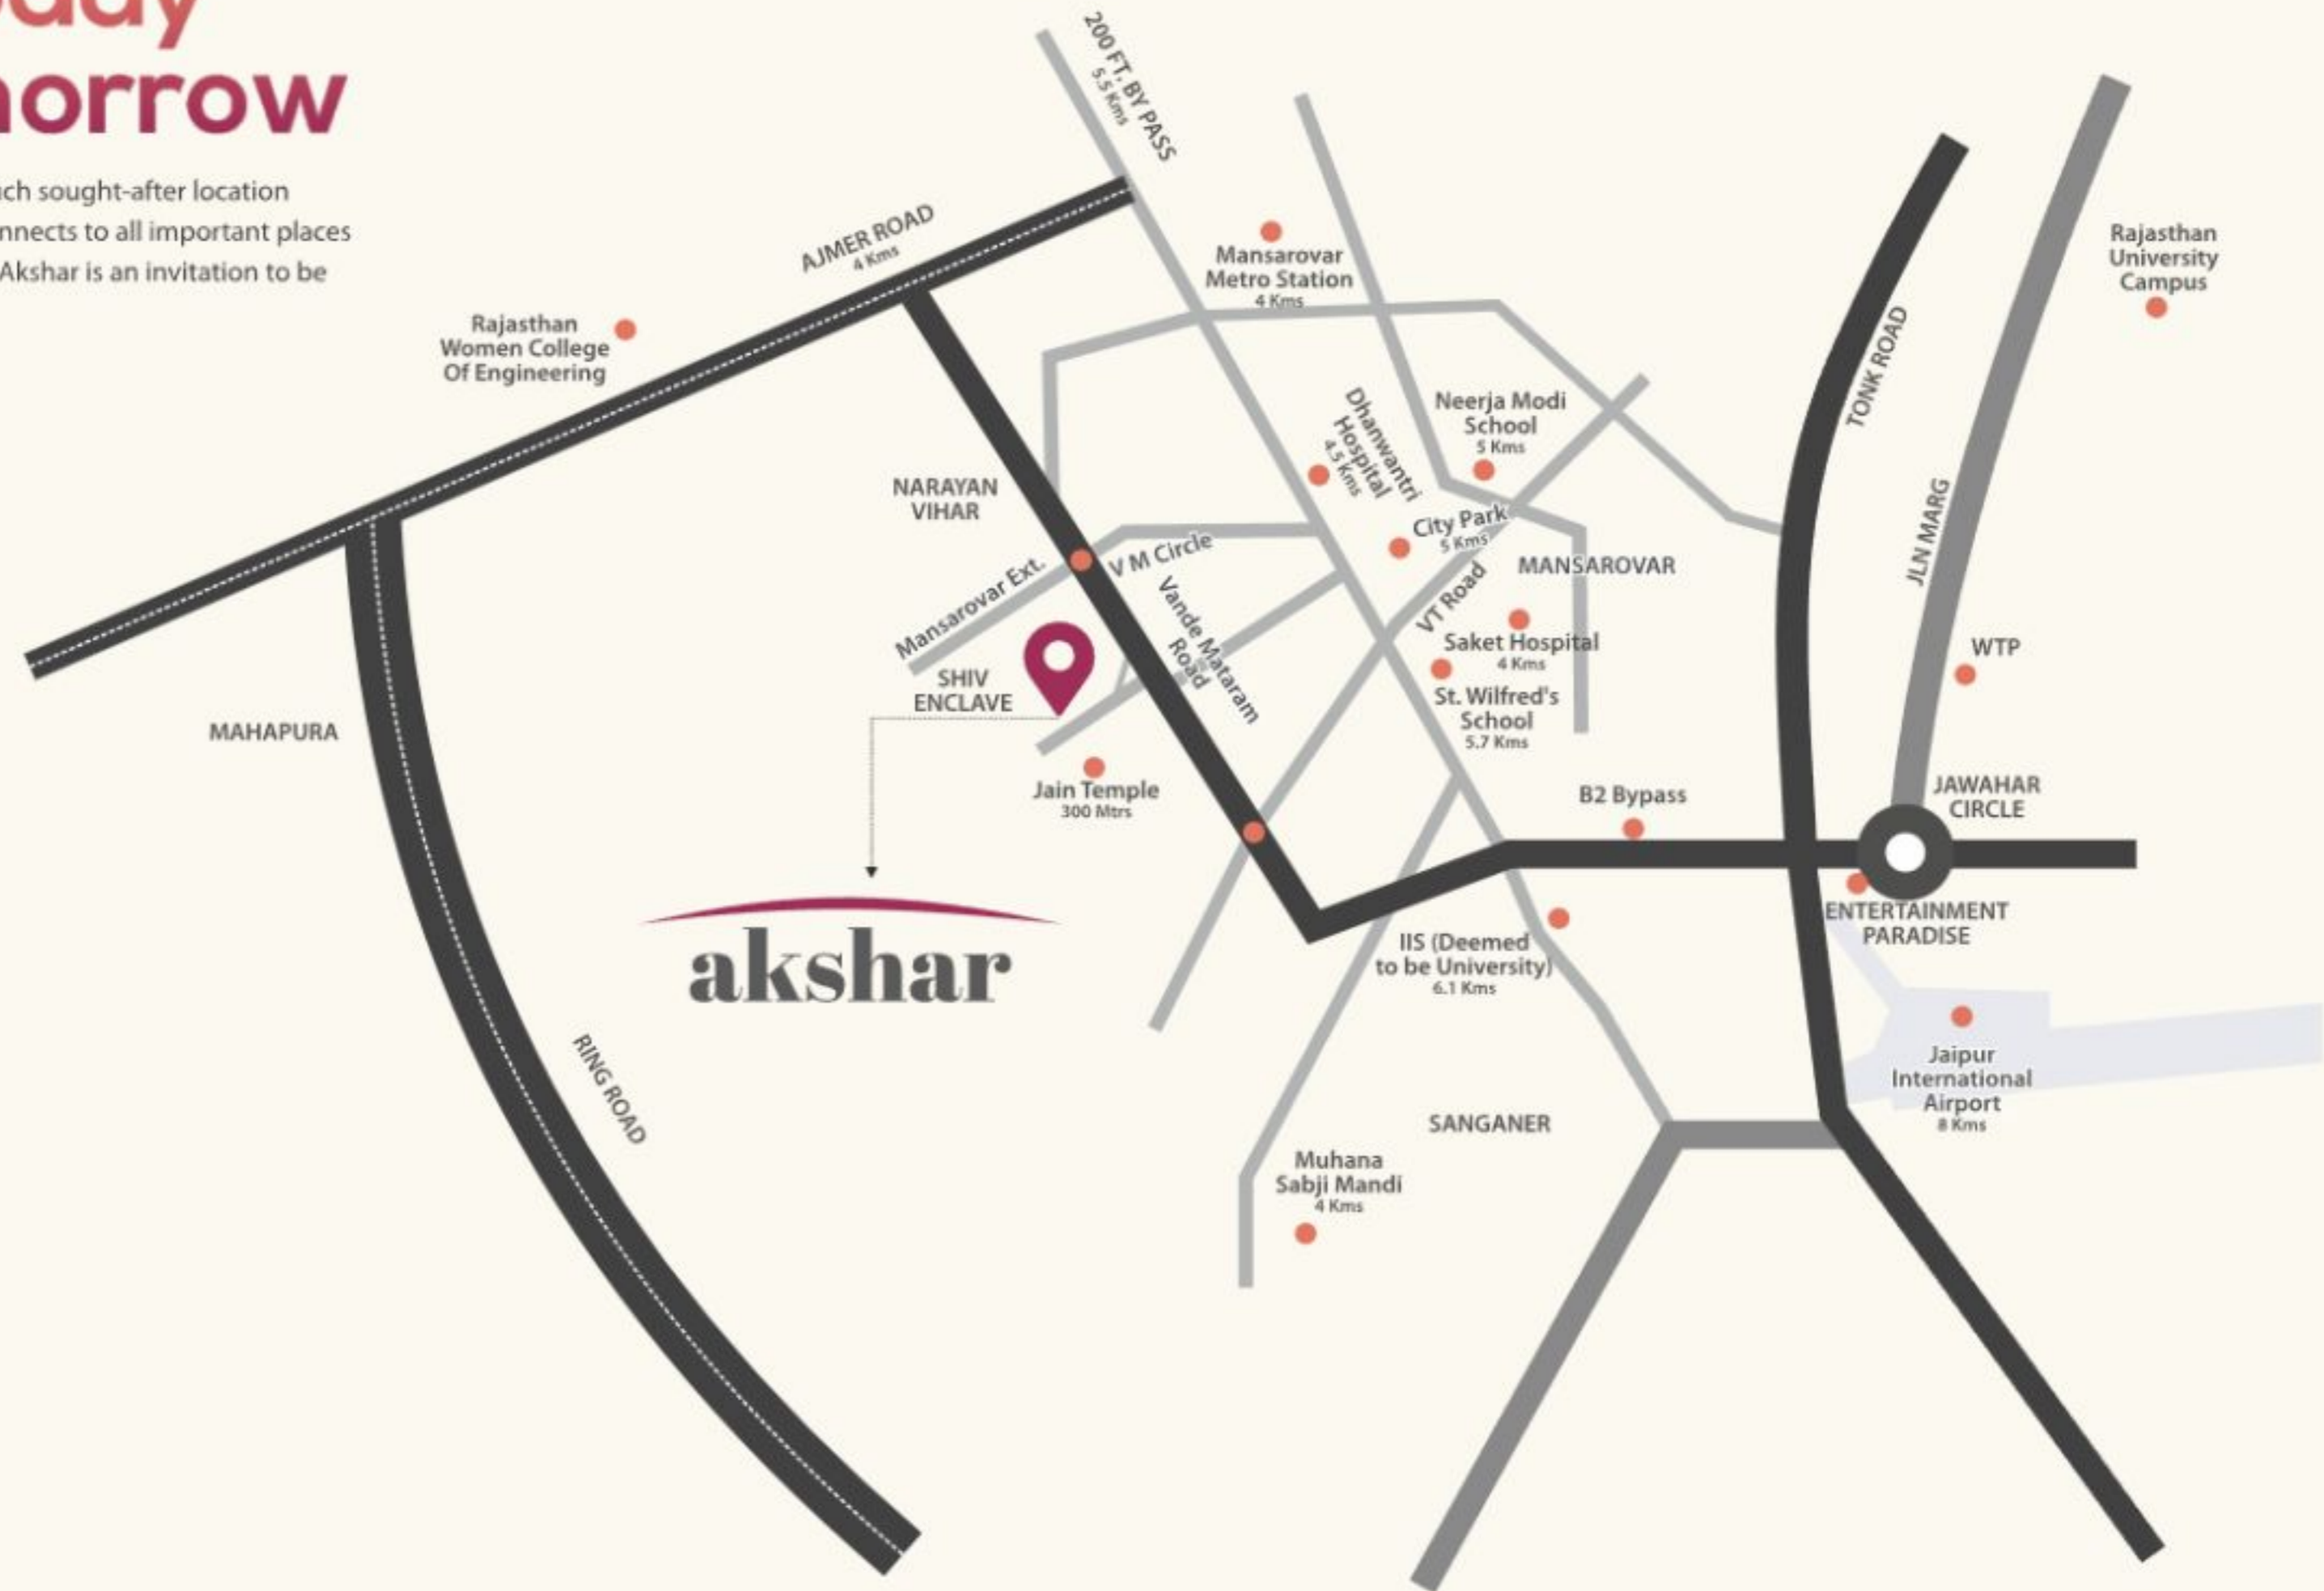 morrow
sought-after location
to all important places
Akshar is an invitation to be
200 FT. BY PASS
5.5 Kms
AJMER ROAD
4 Kms
Mansarovar
Metro Station
4 Kms
Rajasthan
University
Campus
Rajasthan
Women College
Of Engineering
TONK ROAD
Dhanwantri
Hospital
4.5 Kms
Neerja Modi
School
5 Kms
NARAYAN
VIHAR
JLN MARG
City Park
5 Kms
V M Circle
Mansarovar Ext.
MANSAROVAR
VT Road
Vande Mataram
Road
Saket Hospital
4 Kms
WTP
SHIV
ENCLAVE
St. Wilfred's
School
5.7 Kms
MAHAPURA
Jain Temple
300 Mtrs
B2 Bypass
JAWAHAR
CIRCLE
akshar
ENTERTAINMENT
PARADISE
IIS (Deemed
to be University)
6.1 Kms
RING ROAD
Jaipur
International
Airport
8 Kms
SANGANER
Muhana
Sabji Mandi
4 Kms